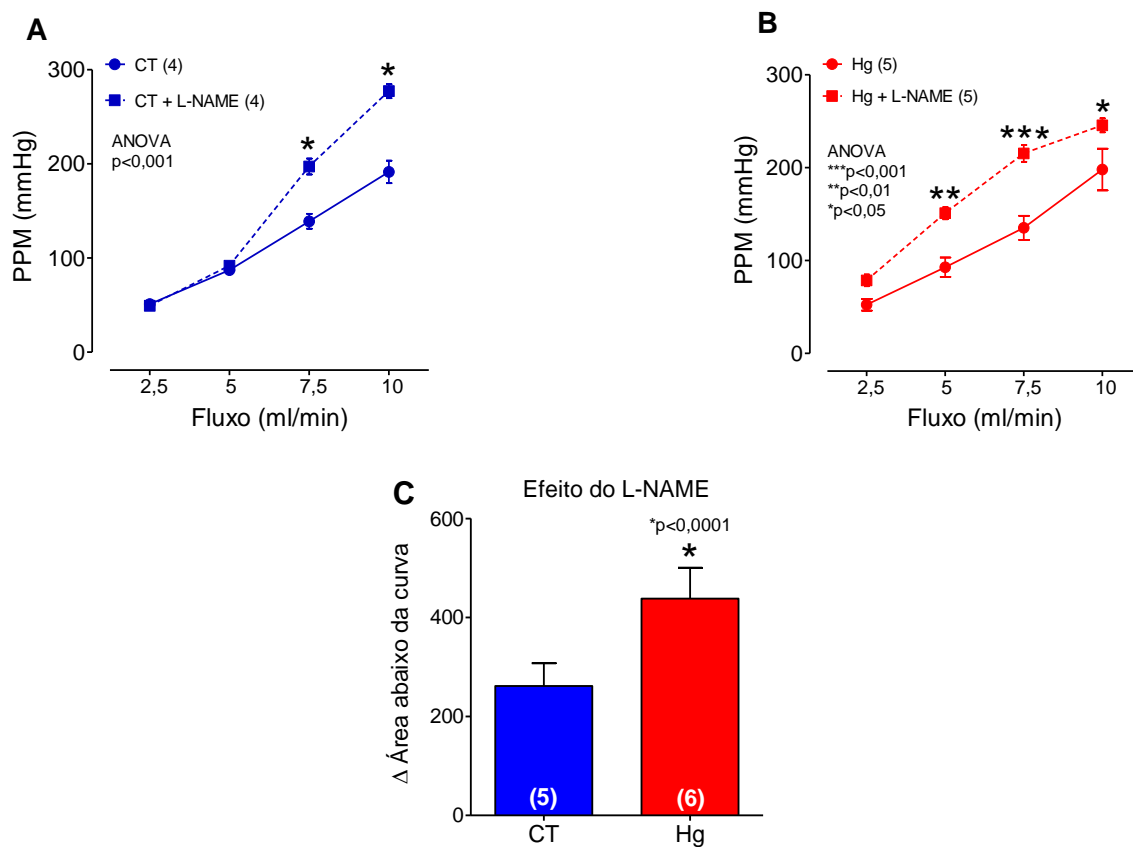 A
CT (4)
CT + L-NAME (4)
ANOVA
p<0,001
*
*
300
200
100
0
PPM (mmHg)
2,5 5 7,5 10
Fluxo (ml/min)
B
Hg (5)
Hg + L-NAME (5)
ANOVA
***p<0,001
**p<0,01
*p<0,05
**
***
*
300
200
100
0
PPM (mmHg)
2,5 5 7,5 10
Fluxo (ml/min)
C
Efeito do L-NAME
*p<0,0001
*
600
400
200
0
Δ Área abaixo da curva
(5) (6)
CT Hg